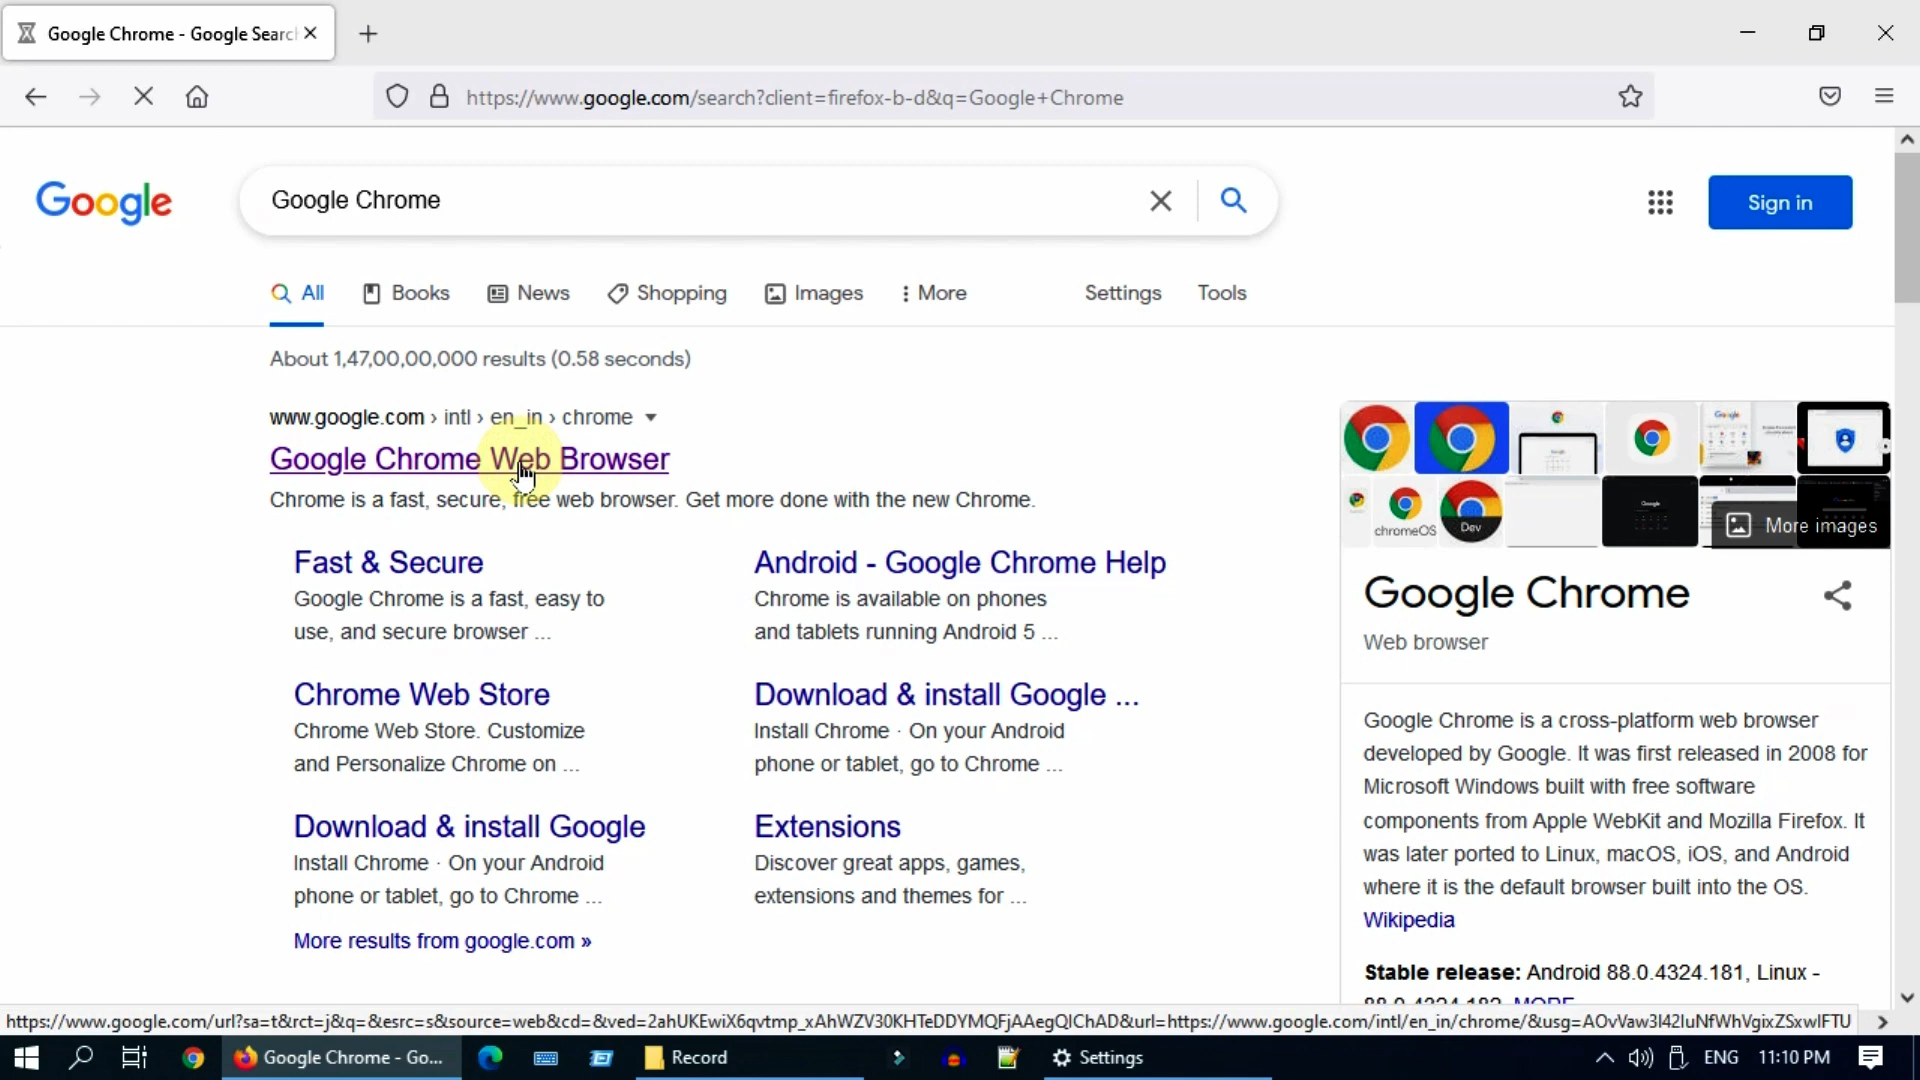 Google Chrome - Google Searc
https://www.google.com/search?client=firefox-b-d&q=Google+Chrome
Google
Google Chrome
Sign in
All
Books
News
Shopping
Images
More
Settings
Tools
About 1,47,00,00,000 results (0.58 seconds)
www.google.com › intl › en_in › chrome
Google Chrome Web Browser
Chrome is a fast, secure, free web browser. Get more done with the new Chrome.
Fast & Secure
Google Chrome is a fast, easy to
use, and secure browser ...
Android - Google Chrome Help
Chrome is available on phones
and tablets running Android 5 ...
Chrome Web Store
Chrome Web Store. Customize
and Personalize Chrome on ...
Download & install Google ...
Install Chrome · On your Android
phone or tablet, go to Chrome ...
Download & install Google
Install Chrome · On your Android
phone or tablet, go to Chrome ...
Extensions
Discover great apps, games,
extensions and themes for ...
More results from google.com »
chromeOS
Dev
More images
Google Chrome
Web browser
Google Chrome is a cross-platform web browser
developed by Google. It was first released in 2008 for
Microsoft Windows built with free software
components from Apple WebKit and Mozilla Firefox. It
was later ported to Linux, macOS, iOS, and Android
where it is the default browser built into the OS.
Wikipedia
Stable release: Android 88.0.4324.181, Linux -
88.0.4324.182, MORE
https://www.google.com/url?sa=t&rct=j&q=&esrc=s&source=web&cd=&ved=2ahUKEwiX6qvtmp_xAhWZV30KHTeDDYMQFjAAegQIChAD&url=https://www.google.com/intl/en_in/chrome/&usg=AOvVaw3l42IuNfWhVgixZSxwIFTU
Google Chrome - Go...
Record
Settings
ENG
11:10 PM